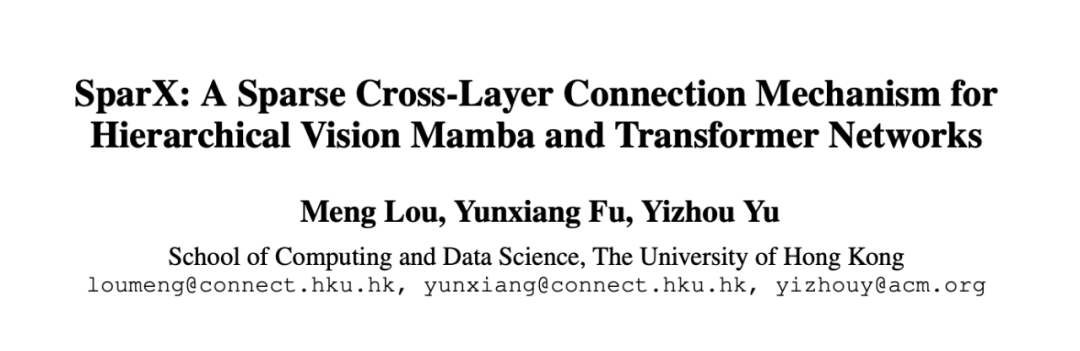 SparX: A Sparse Cross-Layer Connection Mechanism for
Hierarchical Vision Mamba and Transformer Networks
Meng Lou, Yunxiang Fu, Yizhou Yu
School of Computing and Data Science, The University of Hong Kong
loumeng@connect.hku.hk, yunxiang@connect.hku.hk, yizhouy@acm.org